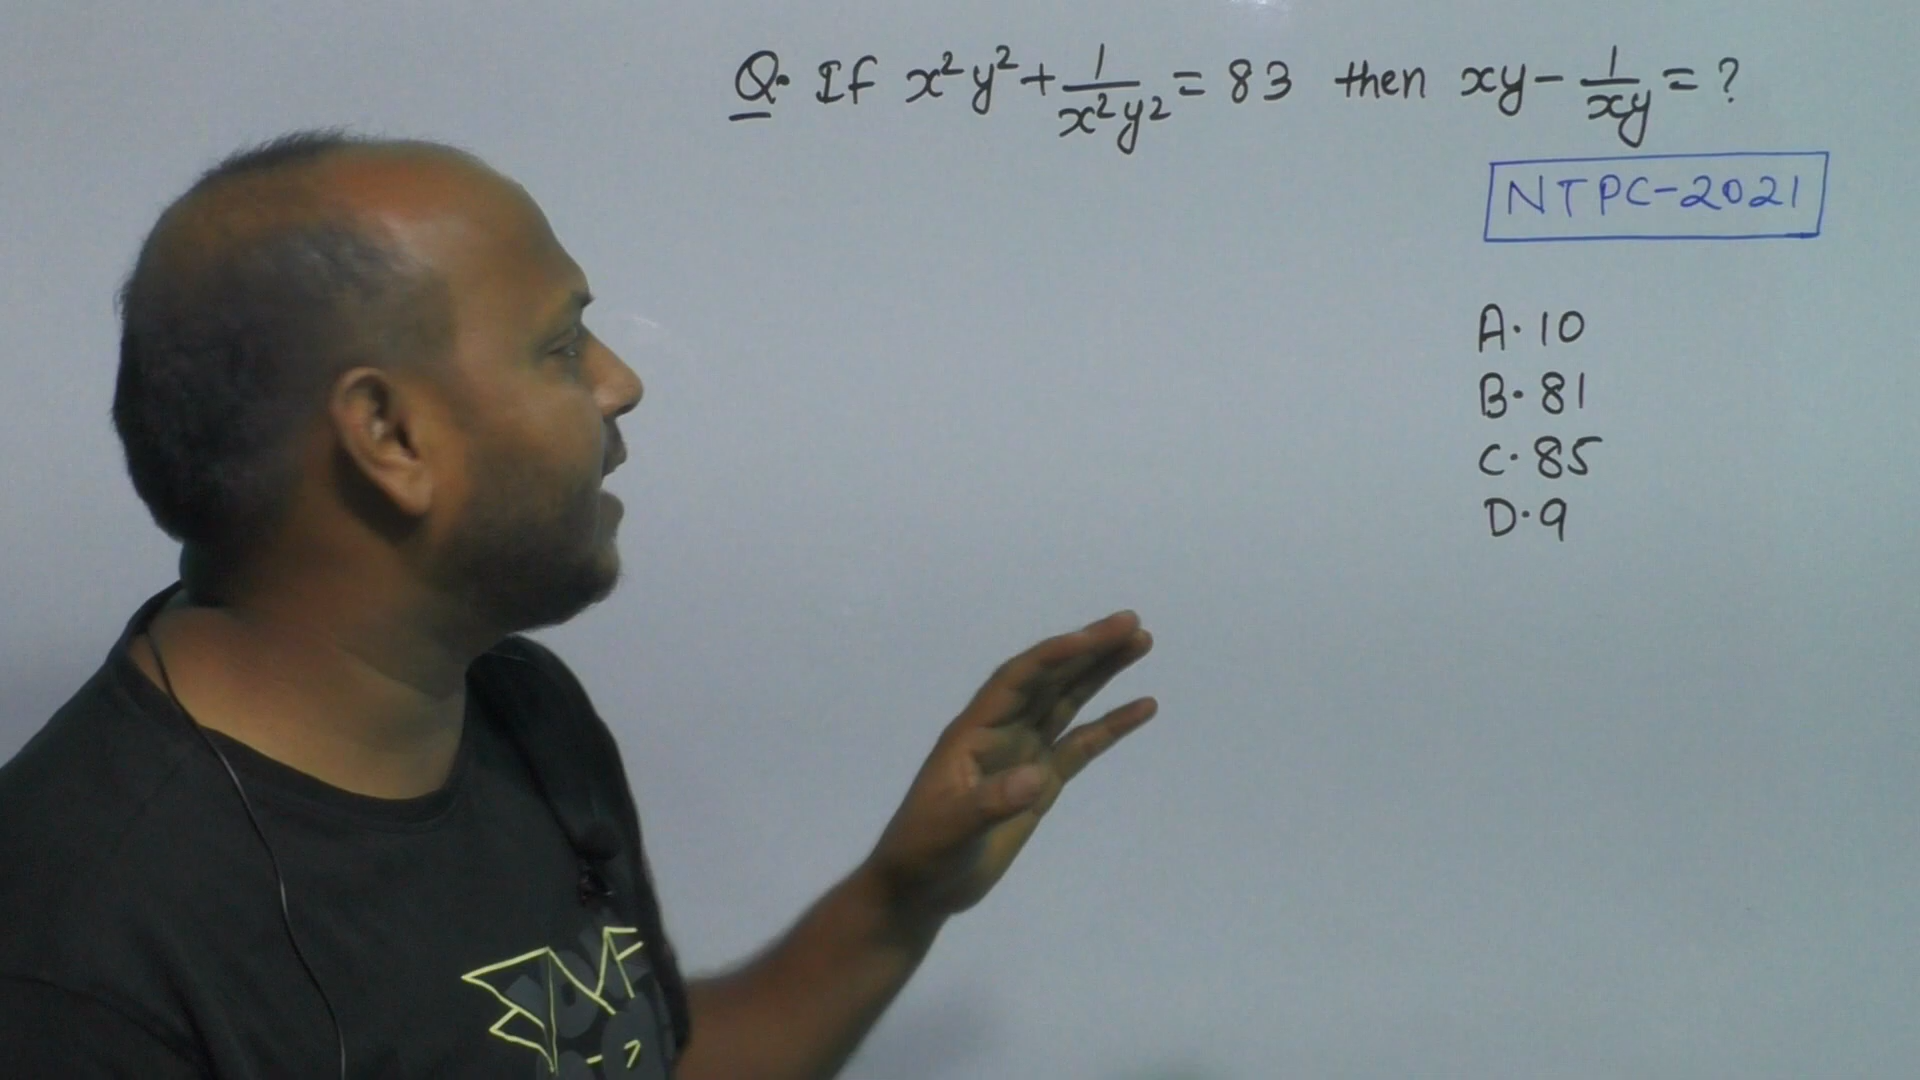 Q. If x²y² + 1/x²y² = 83 then xy - 1/xy = ?
NTPC-2021
A. 10
B. 81
C. 85
D. 9